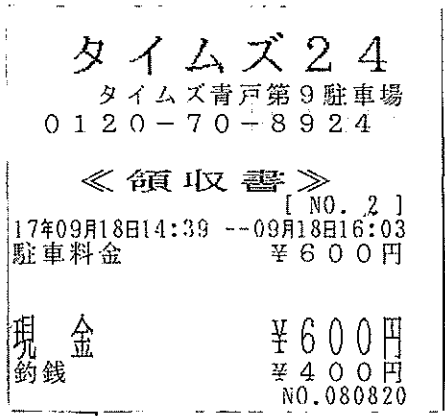 タイムズ24
タイムズ青戸第9駐車場
0120-70-8924
≪領収書≫
[ NO. 2 ]
17年09月18日14:39 --09月18日16:03
駐車料金 ¥600円
現金 ¥600円
釣銭 ¥400円
NO.080820